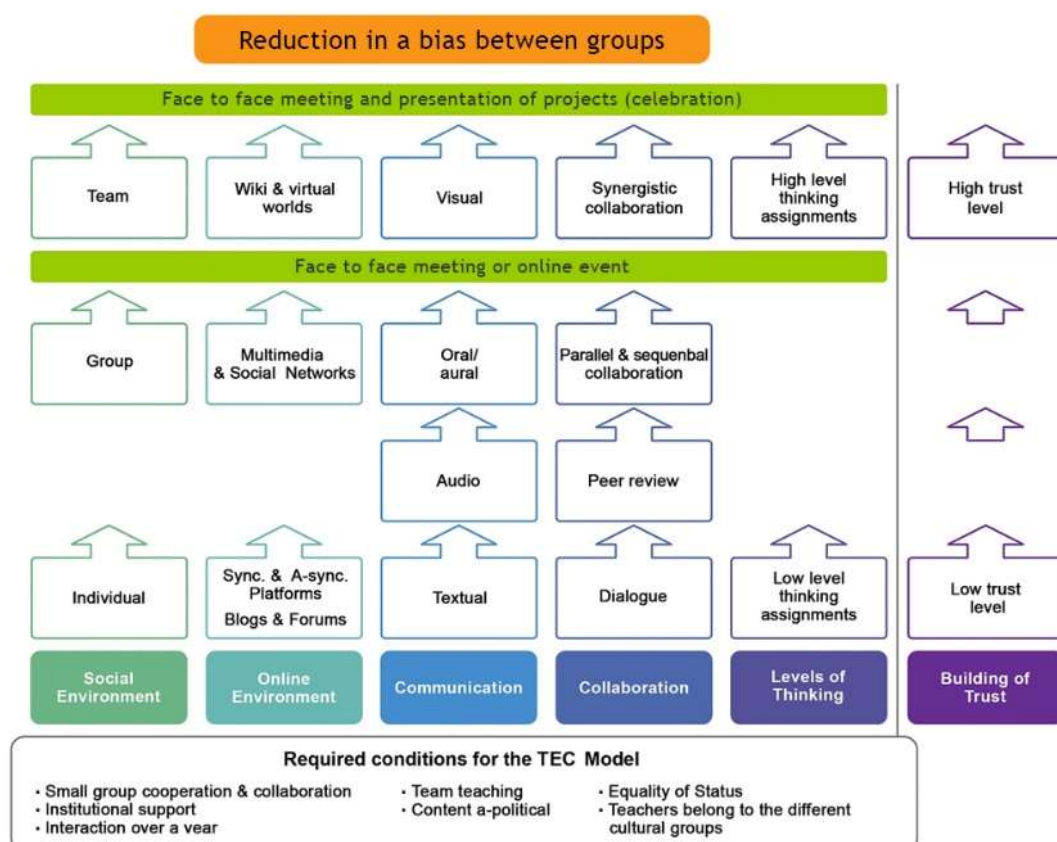 Reduction in a bias between groups
Face to face meeting and presentation of projects (celebration)
Team
Wiki & virtual
worlds
Visual
Synergistic
collaboration
High level
thinking
assignments
High trust
level
Face to face meeting or online event
Group
Multimedia
& Social Networks
Oral/
aural
Parallel & sequenbal
collaboration
Audio
Peer review
Individual
Sync. & A-sync.
Platforms
Blogs & Forums
Textual
Dialogue
Low level
thinking
assignments
Low trust
level
Social
Environment
Online
Environment
Communication
Collaboration
Levels of
Thinking
Building of
Trust
Required conditions for the TEC Model
· Small group cooperation & collaboration
· Institutional support
· Interaction over a year
· Team teaching
· Content a-political
· Equality of Status
· Teachers belong to the different
cultural groups